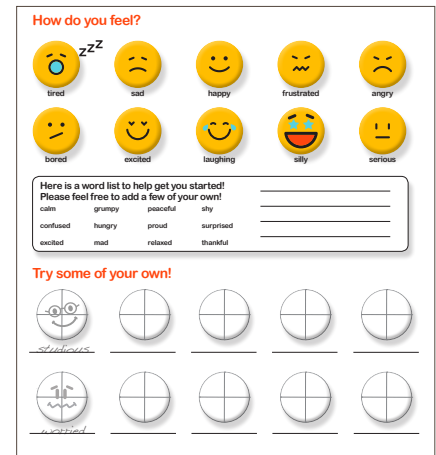 How do you feel?
zzz
tired sad happy frustrated angry
bored excited laughing silly serious
Here is a word list to help get you started!
Please feel free to add a few of your own!
calm grumpy peaceful shy
confused hungry proud surprised
excited mad relaxed thankful
Try some of your own!
studious
worried